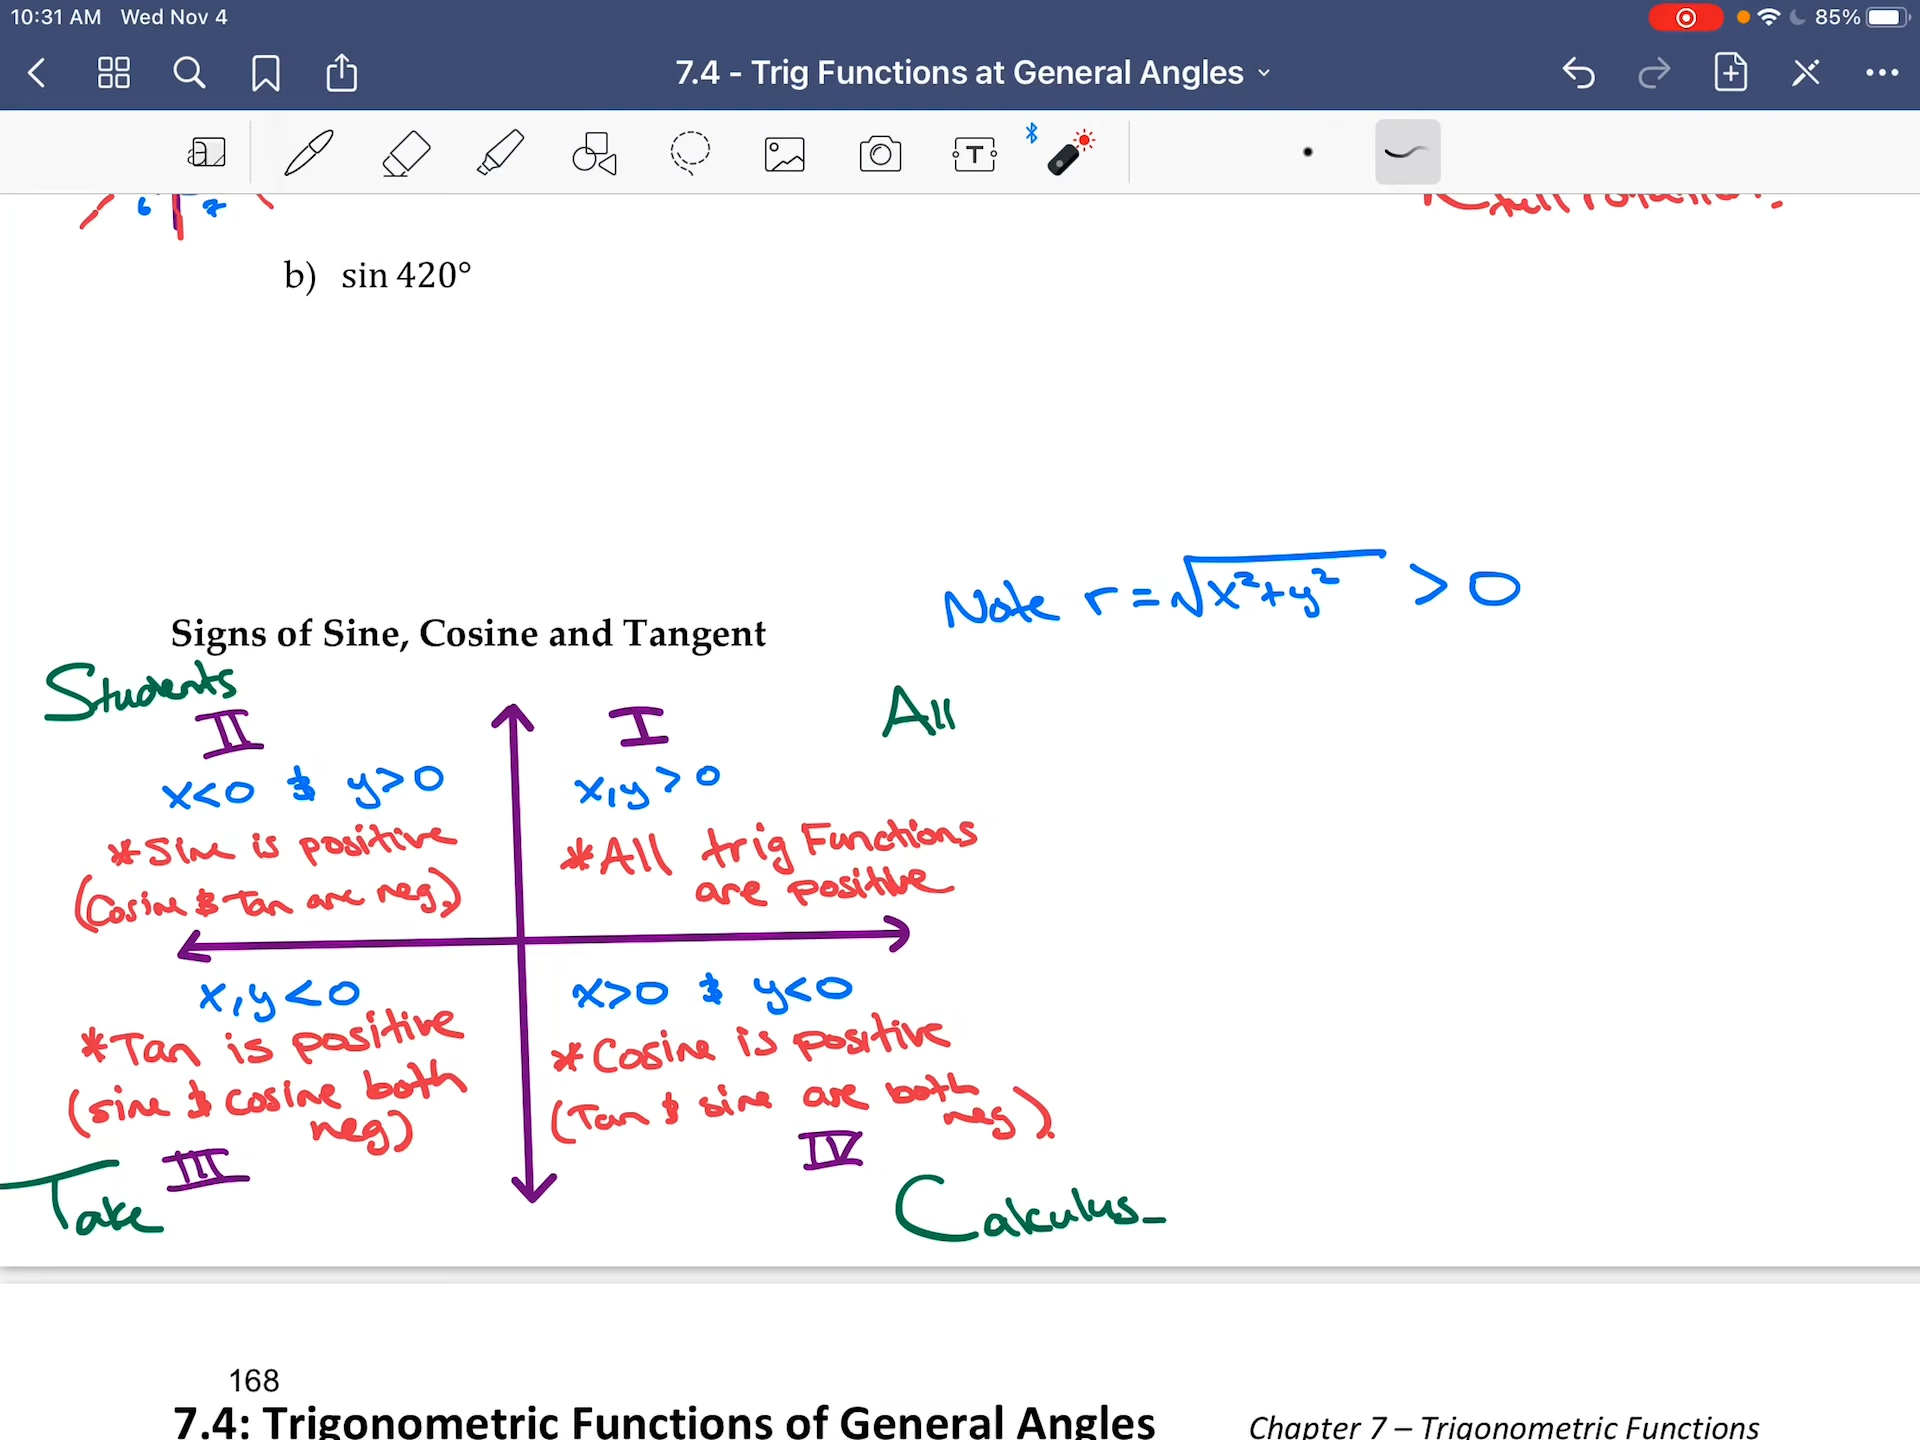 10:31 AM Wed Nov 4
85%
7.4 - Trig Functions at General Angles
6 7
full rotation.
b) sin 420°
Note r = √x²+y² > 0
Signs of Sine, Cosine and Tangent
Students
All
II
I
x<0 & y>0
x,y > 0
*Sine is positive
(Cosine & Tan are neg.)
*All trig Functions
are positive
x,y <0
x>0 & y<0
*Tan is positive
(sine & cosine both
neg)
* Cosine is positive
(Tan & sine are both
neg).
III
IV
Take
Calculus
168
7.4: Trigonometric Functions of General Angles
Chapter 7 – Trigonometric Functions